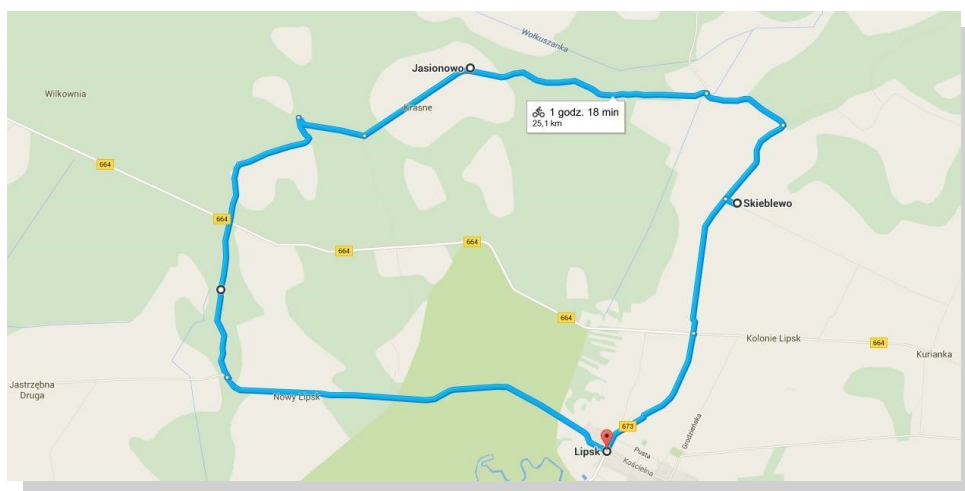 Wołkuszanka
Jasionowo
Wilkownia
Krasne
1 godz. 18 min
25,1 km
664
Skieblewo
664
664
664
664
Kolonie Lipsk
664
Kurianka
Jastrzębna
Druga
Nowy Lipsk
673
Grodzieńska
Lipsk
Pusta
Kościelna